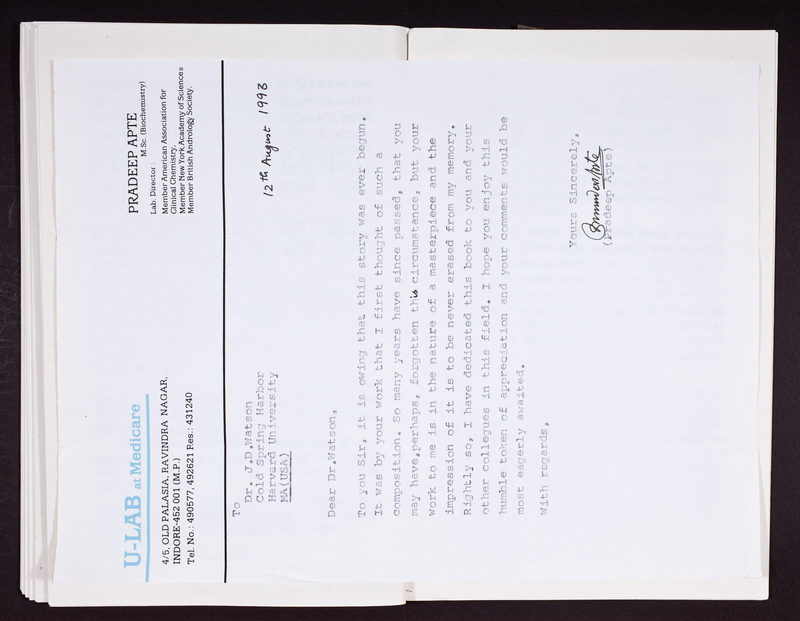 U-LAB at Medicare
4/5, OLD PALASIA, RAVINDRA NAGAR,
INDORE-452 001 (M.P.)
Tel. No.: 490577, 492621 Res.: 431240
PRADEEP APTE
M.Sc. (Biochemistry)
Lab. Director :
Member American Association for
Clinical Chemistry.
Member New York Academy of Sciences
Member British Andrology Society.
12th August 1993
To
Dr. J.D.Watson
Cold Spring Harbor
Harvard University
MA(USA)
Dear Dr.Watson,
To you Sir, it is owing that this story was ever begun.
It was by your work that I first thought of such a
composition. So many years have since passed, that you
may have,perhaps, forgotten this circumstance, but your
work to me is in the nature of a masterpiece and the
impression of it is to be never erased from my memory.
Rightly so, I have dedicated this book to you and your
other collegues in this field. I hope you enjoy this
humble token of appreciation and your comments would be
most eagerly awaited.
With regards,
Yours Sincerely,
(Pradeep Apte)